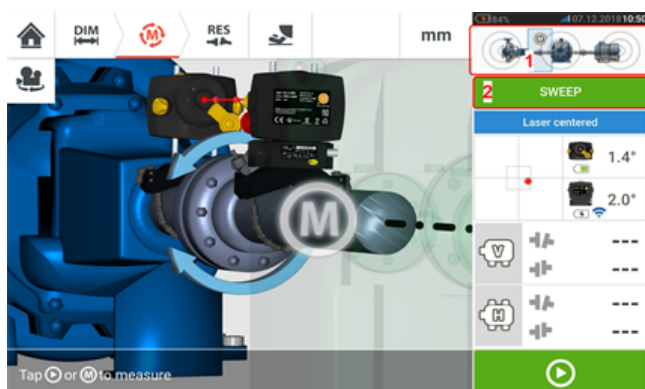 DIM
M
RES
mm
84%
07.12.2018 10:50
M
1
2
SWEEP
Laser centered
1.4°
2.0°
M
V
---
---
H
---
---
Tap or M to measure